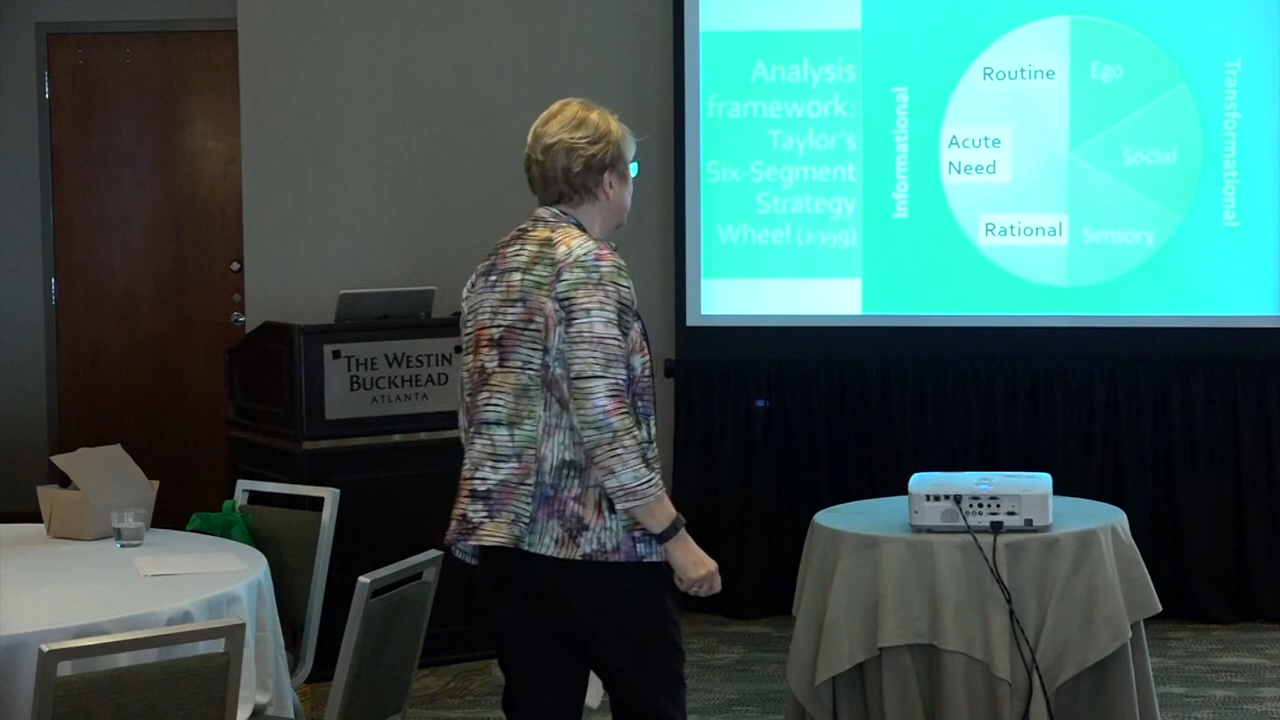 Analysis
framework:
Taylor's
Six-Segment
Strategy
Wheel (1999)
Informational
Routine
Acute
Need
Rational
Ego
Social
Sensory
Transformational
THE WESTIN
BUCKHEAD
ATLANTA